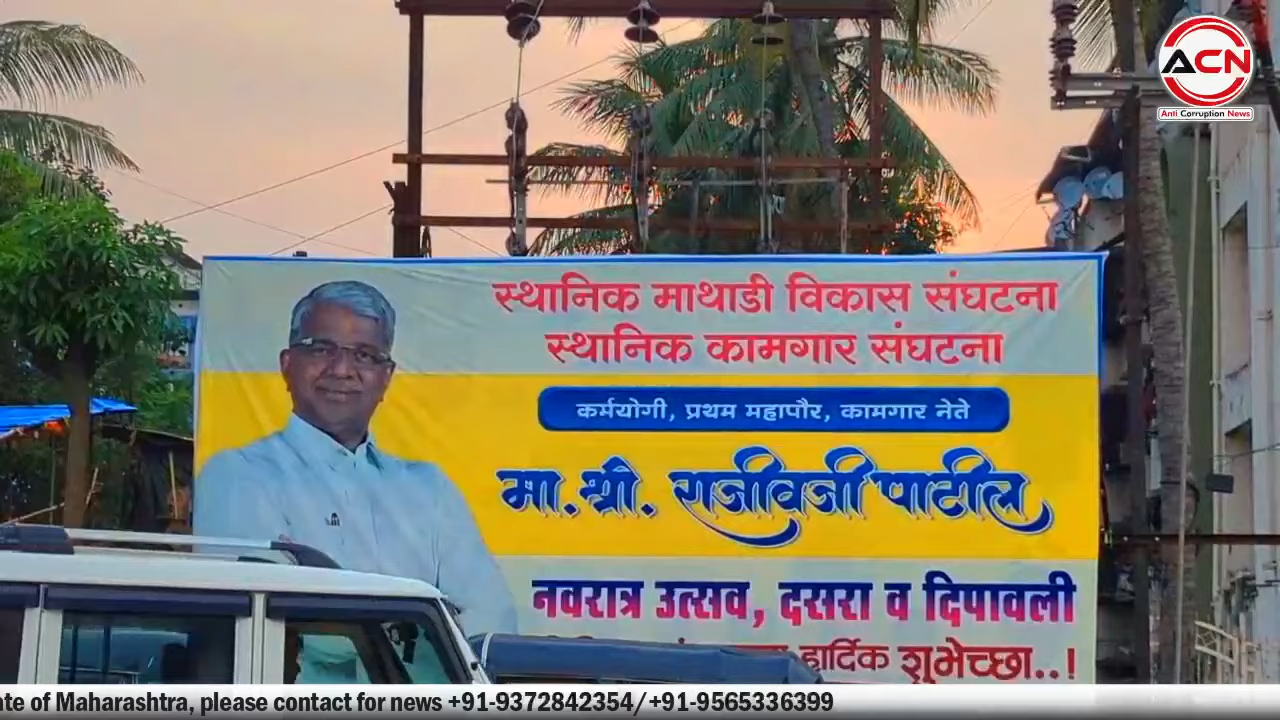 ACN
Anti Corruption News
स्थानिक माथाडी विकास संघटना
स्थानिक कामगार संघटना
कर्मयोगी, प्रथम महापौर, कामगार नेते
मा. श्री. राजीवजी पाटील
नवरात्र उत्सव, दसरा व दिपावली
हार्दिक शुभेच्छा..!
ate of Maharashtra, please contact for news +91-9372842354/+91-9565336399